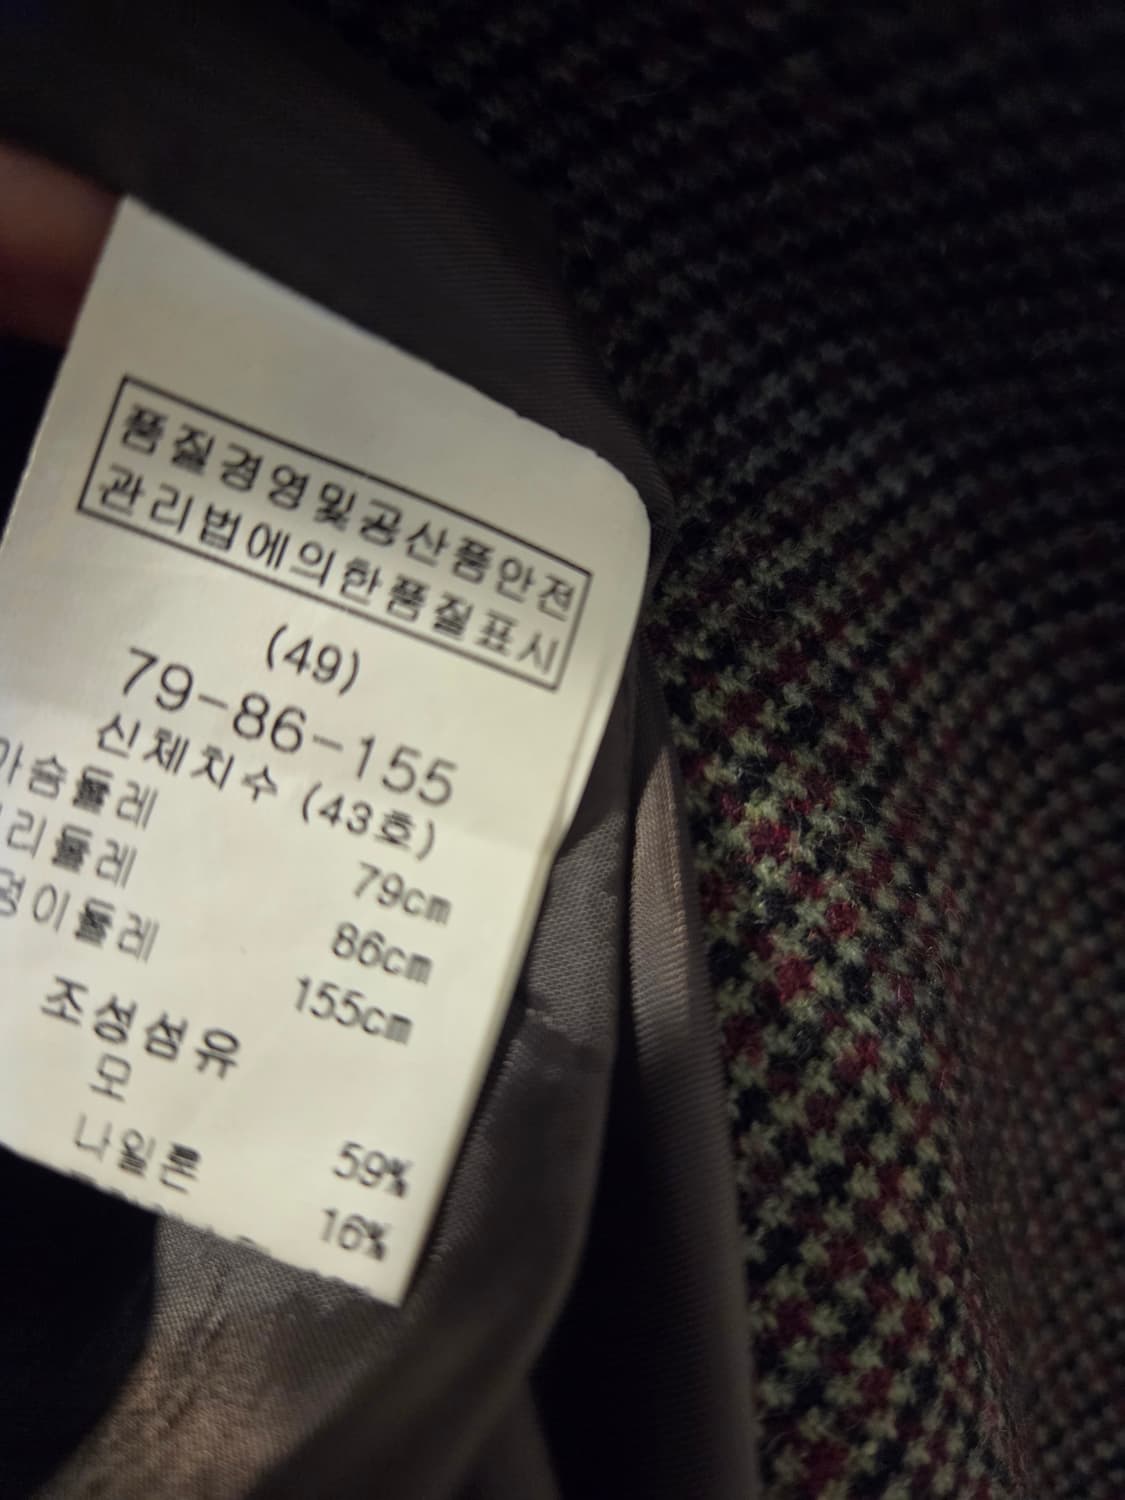 품질경영및공산품안전
관리법에의한품질표시
(49)
79-86-155
신체치수 (43호)
가슴둘레 79cm
리둘레 86cm
덩이둘레 155cm
조성섬유
모 59%
나일론 16%